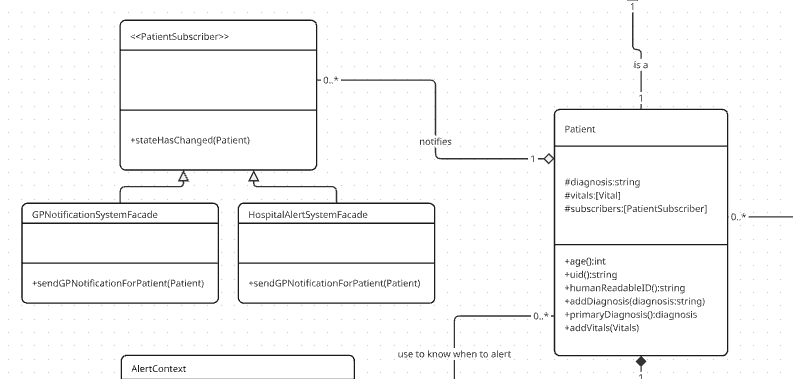 1
is a
1
<<PatientSubscriber>>
+stateHasChanged(Patient)
0..*
notifies
1
Patient
#diagnosis:string
#vitals:[Vital]
#subscribers:[PatientSubscriber]
+age():int
+uid():string
+humanReadableID():string
+addDiagnosis(diagnosis:string)
+primaryDiagnosis():diagnosis
+addVitals(Vitals)
0..*
GPNotificationSystemFacade
+sendGPNotificationForPatient(Patient)
HospitalAlertSystemFacade
+sendGPNotificationForPatient(Patient)
0..*
use to know when to alert
AlertContext
1